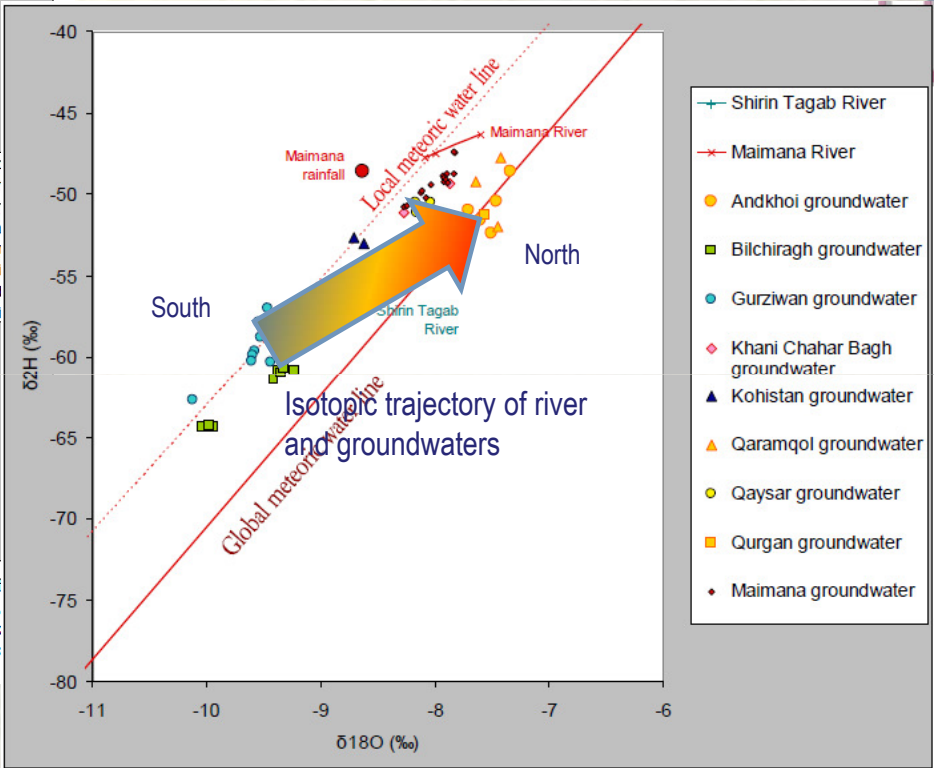 -40
-45
-50
-55
-60
-65
-70
-75
-80
δ2H (‰)
-11
-10
-9
-8
-7
-6
δ18O (‰)
Maimana
rainfall
Local meteoric water line
Maimana River
South
North
Shirin Tagab
River
Isotopic trajectory of river
and groundwaters
Global meteoric water line
Shirin Tagab River
Maimana River
Andkhoi groundwater
Bilchiragh groundwater
Gurziwan groundwater
Khani Chahar Bagh
groundwater
Kohistan groundwater
Qaramqol groundwater
Qaysar groundwater
Qurgan groundwater
Maimana groundwater